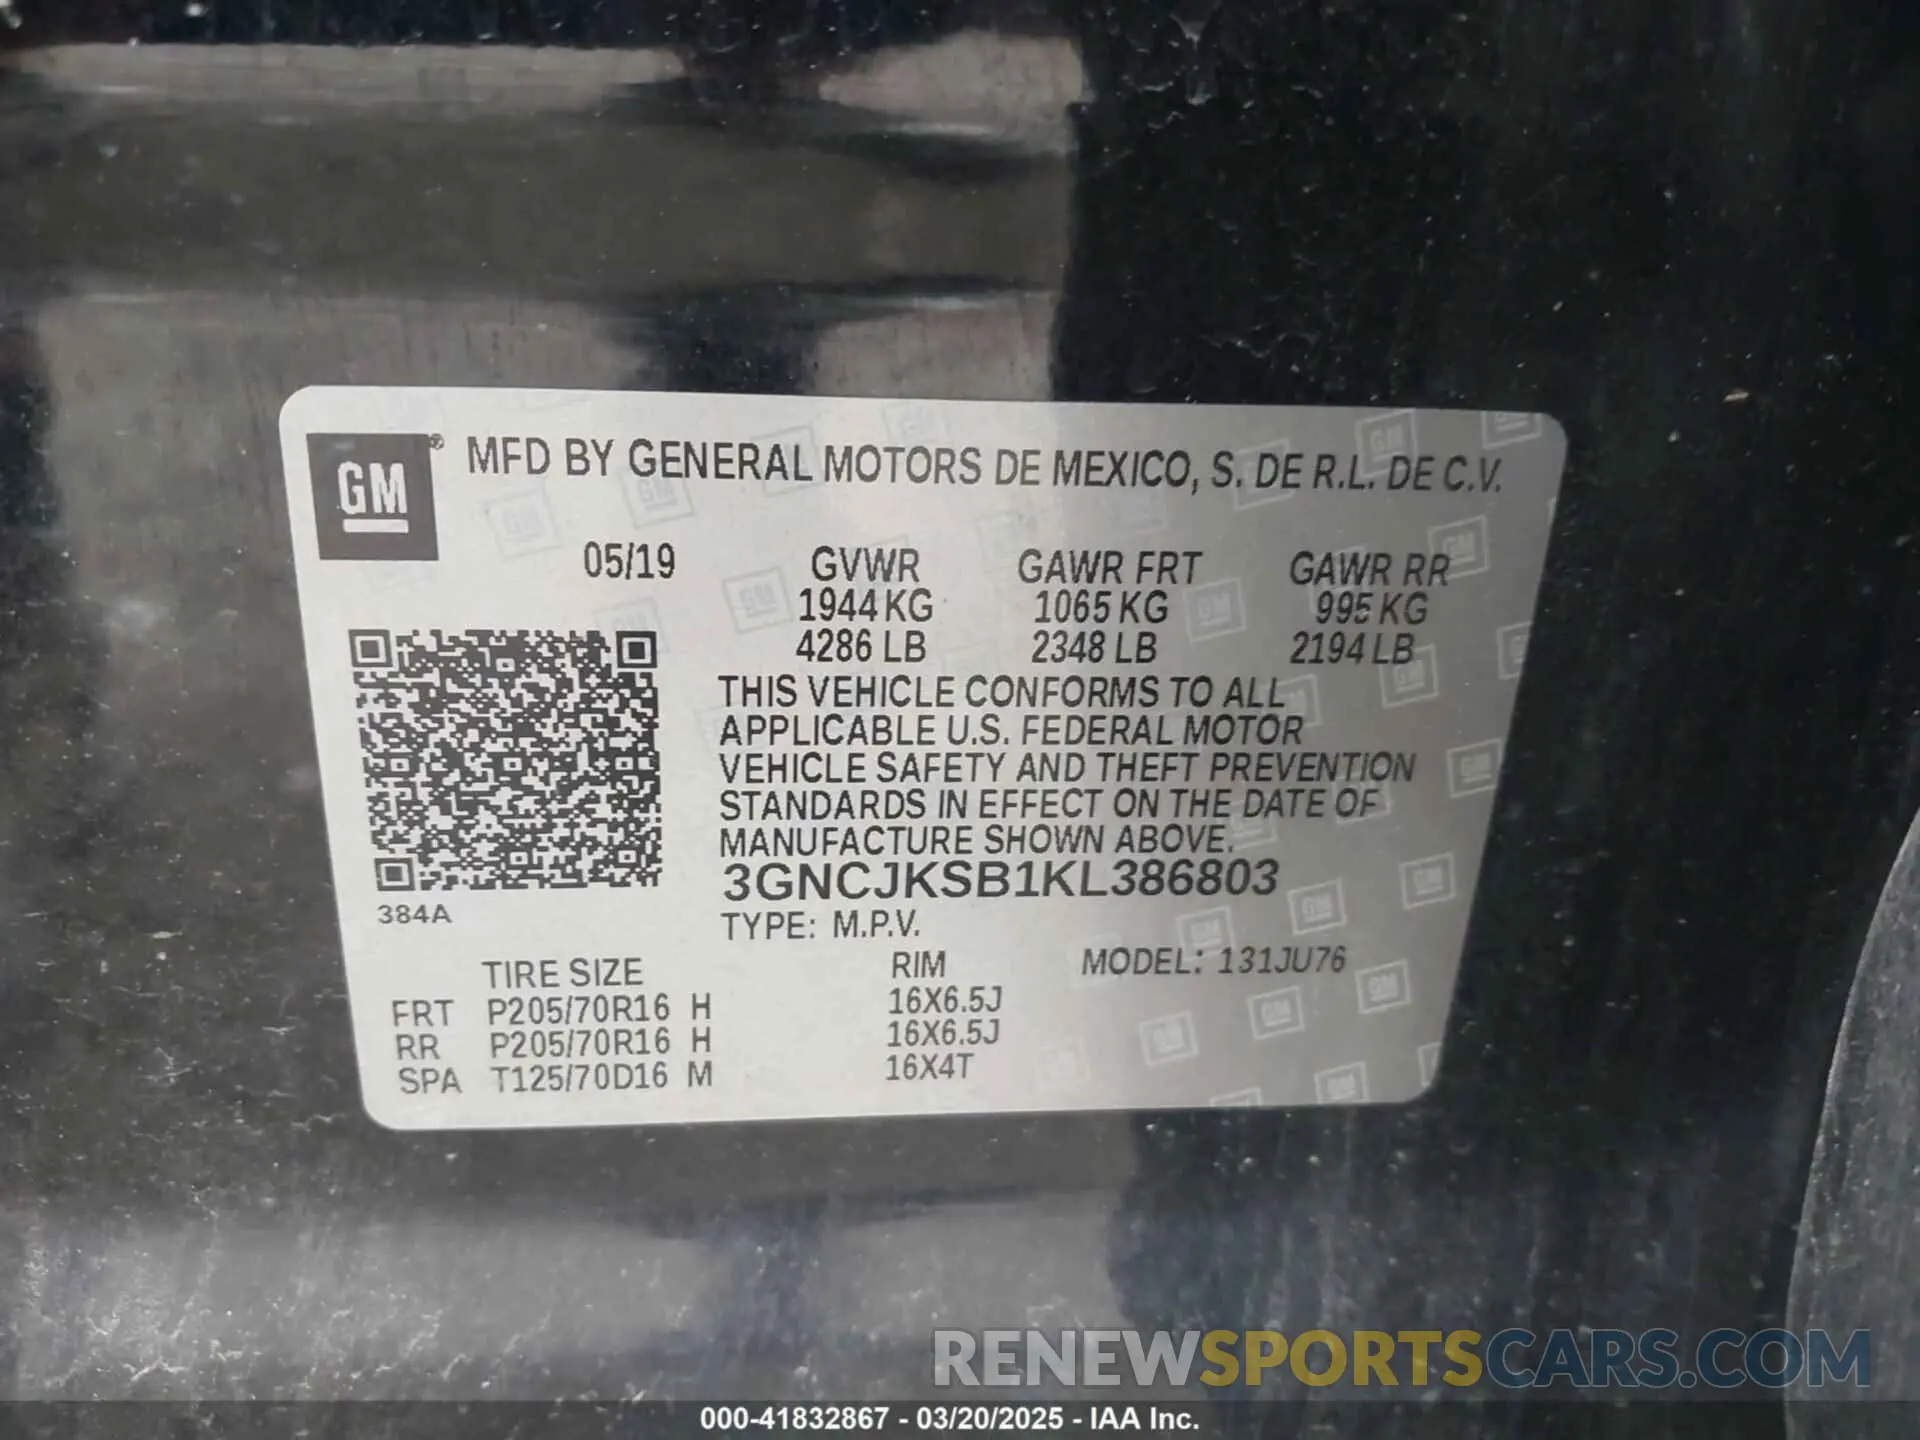 GM® MFD BY GENERAL MOTORS DE MEXICO, S. DE R.L. DE C.V.
05/19 GVWR GAWR FRT GAWR RR
1944 KG 1065 KG 995 KG
4286 LB 2348 LB 2194 LB
THIS VEHICLE CONFORMS TO ALL
APPLICABLE U.S. FEDERAL MOTOR
VEHICLE SAFETY AND THEFT PREVENTION
STANDARDS IN EFFECT ON THE DATE OF
MANUFACTURE SHOWN ABOVE.
3GNCJKSB1KL386803
384A
TYPE: M.P.V.
TIRE SIZE RIM MODEL: 131JU76
FRT P205/70R16 H 16X6.5J
RR P205/70R16 H 16X6.5J
SPA T125/70D16 M 16X4T
RENEWSPORTSCARS.COM
000-41832867 - 03/20/2025 - IAA Inc.